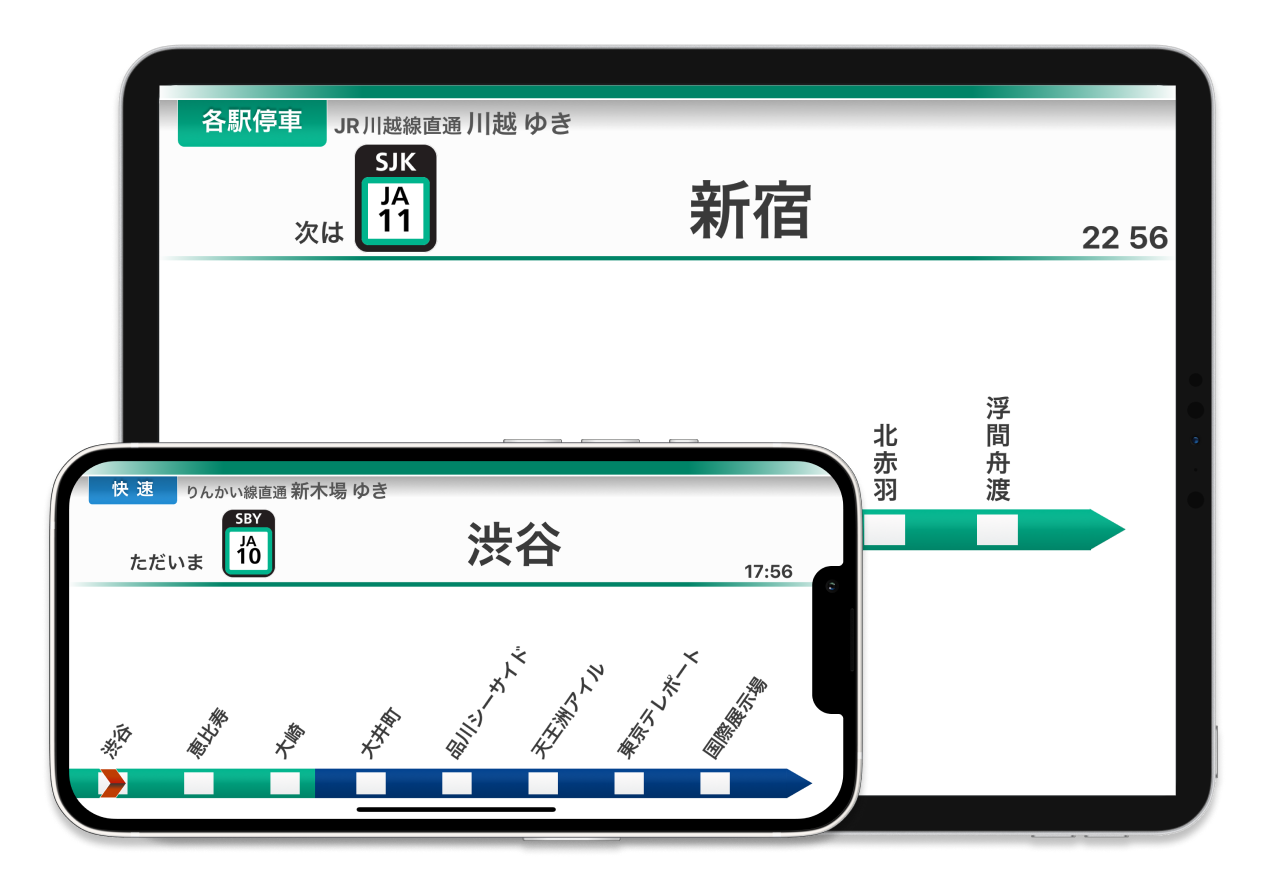 各駅停車
JR川越線直通 川越 ゆき
次は
SJK
JA
11
新宿
22 56
北赤羽
浮間舟渡
快速
りんかい線直通 新木場 ゆき
ただいま
SBY
JA
10
渋谷
17:56
渋谷
恵比寿
大崎
大井町
品川シーサイド
天王洲アイル
東京テレポート
国際展示場